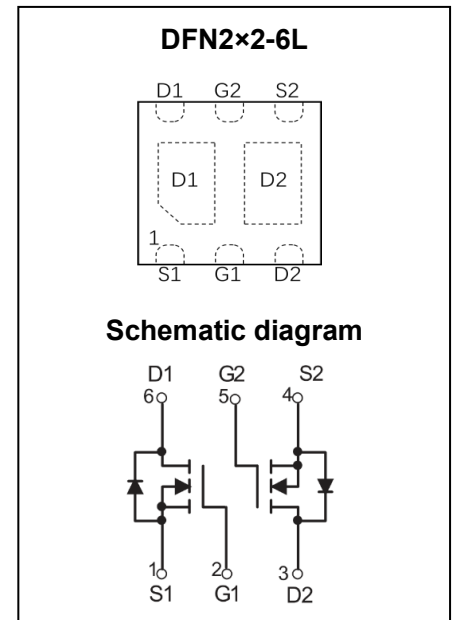 DFN2×2-6L
D1 G2 S2
D1 D2
1
S1 G1 D2
Schematic diagram
D1 G2 S2
6 5 4
1 2 3
S1 G1 D2